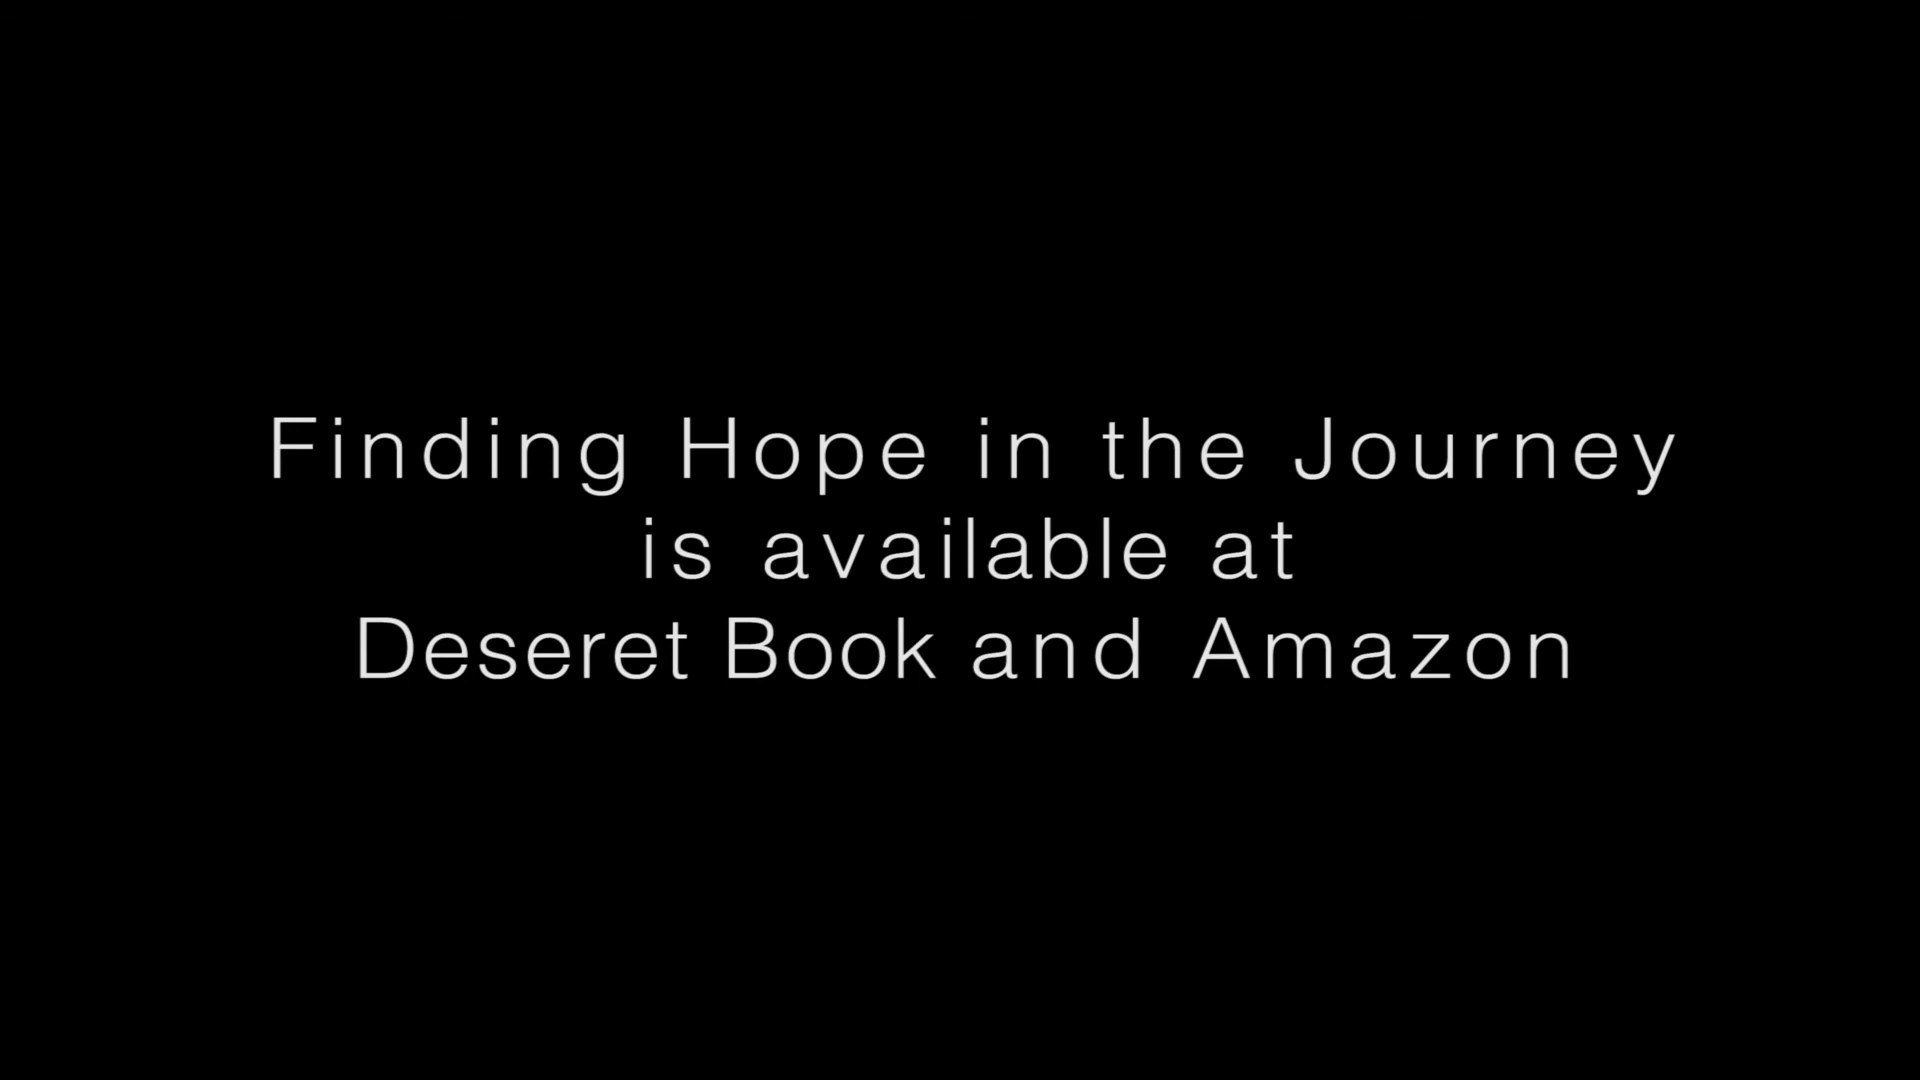 Finding Hope in the Journey
is available at
Deseret Book and Amazon